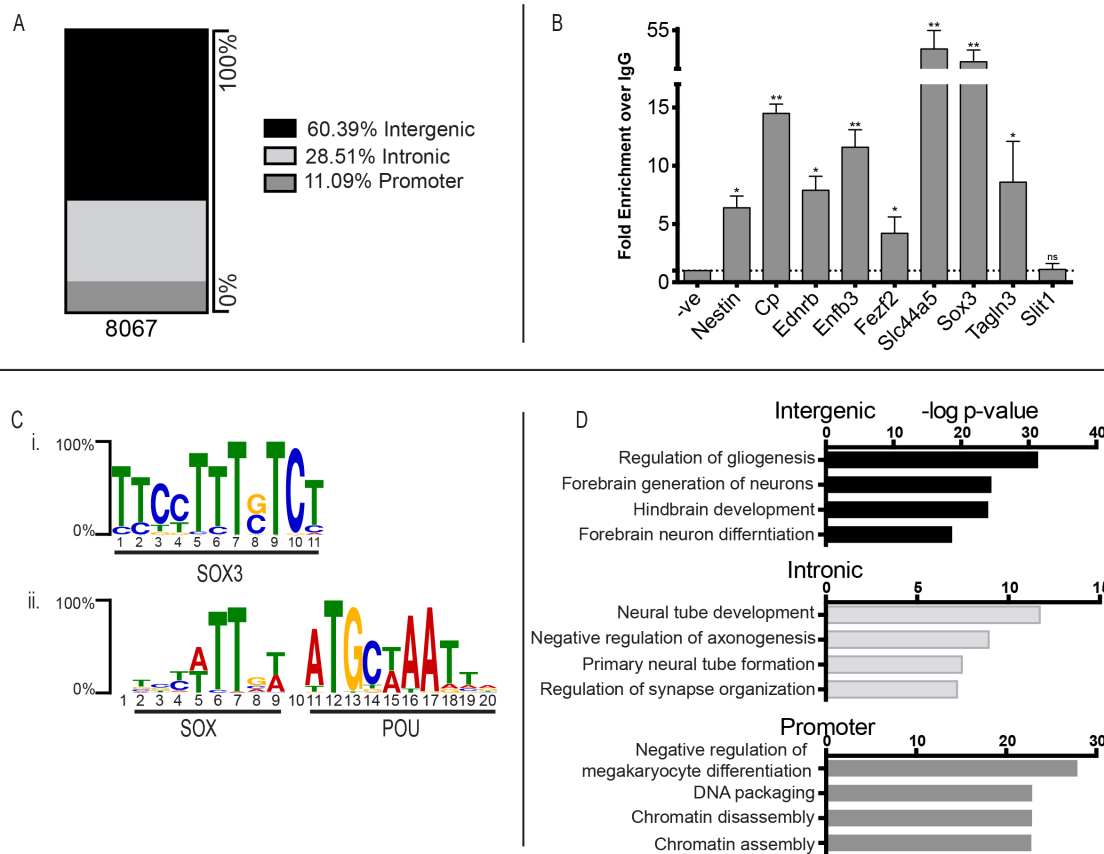 A
100%
0%
8067
60.39% Intergenic
28.51% Intronic
11.09% Promoter
B
Fold Enrichment over IgG
55
15
10
5
0
* ** * ** * ** ** * ns
-ve Nestin Cp Ednrb Enfb3 Fezf2 Slc44a5 Sox3 Tagln3 Slit1
C
i.
100%
0%
T T C C T T T G T C T
C C T T C C C C
1 2 3 4 5 6 7 8 9 10 11
SOX3
ii.
100%
0%
A T T G T A T G C T A A T T
T C A A
1 2 3 4 5 6 7 8 9 10 11 12 13 14 15 16 17 18 19 20
SOX POU
D
Intergenic -log p-value
0 10 20 30 40
Regulation of gliogenesis
Forebrain generation of neurons
Hindbrain development
Forebrain neuron differntiation
Intronic
0 5 10 15
Neural tube development
Negative regulation of axonogenesis
Primary neural tube formation
Regulation of synapse organization
Promoter
0 10 20 30
Negative regulation of
megakaryocyte differentiation
DNA packaging
Chromatin disassembly
Chromatin assembly